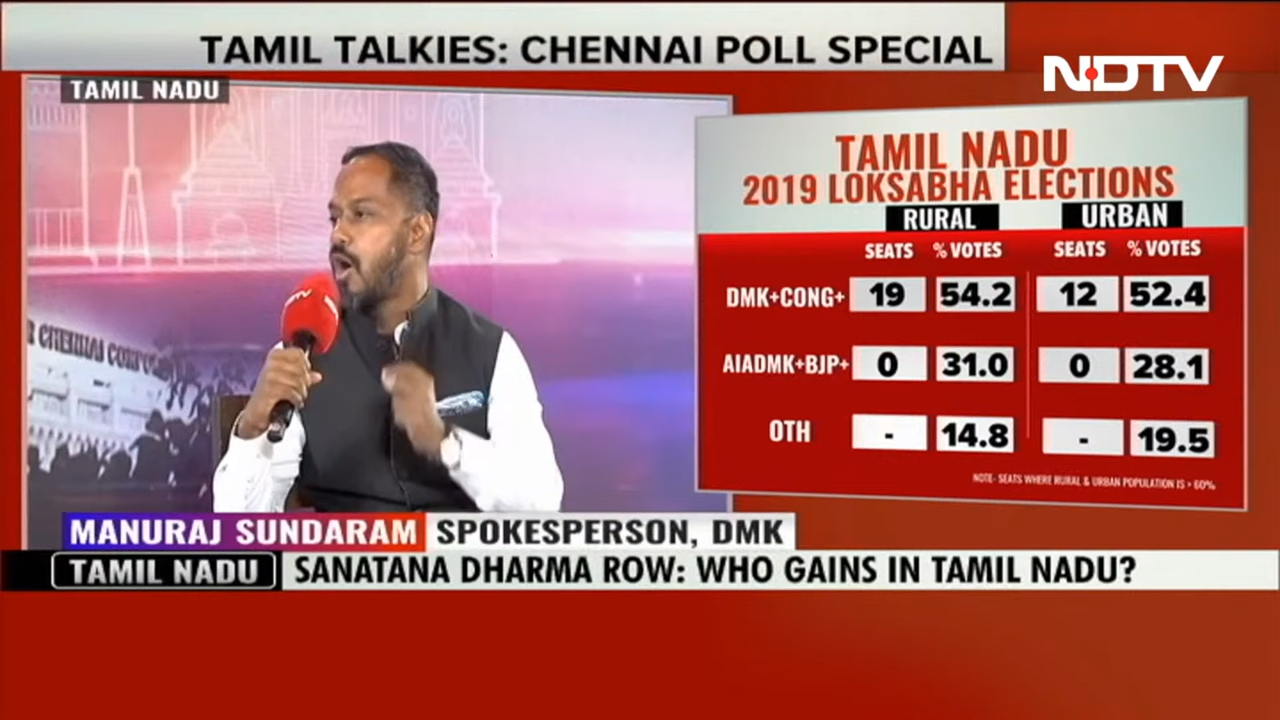 TAMIL TALKIES: CHENNAI POLL SPECIAL
NDTV
TAMIL NADU
TAMIL NADU
2019 LOKSABHA ELECTIONS
RURAL URBAN
SEATS % VOTES SEATS % VOTES
DMK+CONG+ 19 54.2 12 52.4
AIADMK+BJP+ 0 31.0 0 28.1
OTH - 14.8 - 19.5
NOTE- SEATS WHERE RURAL & URBAN POPULATION IS > 60%
NDTV
CHENNAI
MANURAJ SUNDARAM SPOKESPERSON, DMK
TAMIL NADU SANATANA DHARMA ROW: WHO GAINS IN TAMIL NADU?